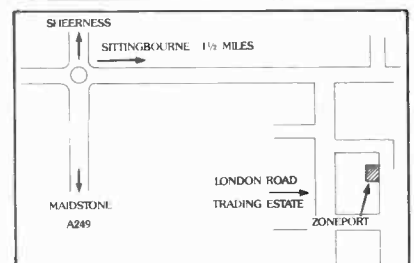 SHEERNESS
SITTINGBOURNE 1½ MILES
LONDON ROAD
TRADING ESTATE
ZONEPORT
MAIDSTONE
A249